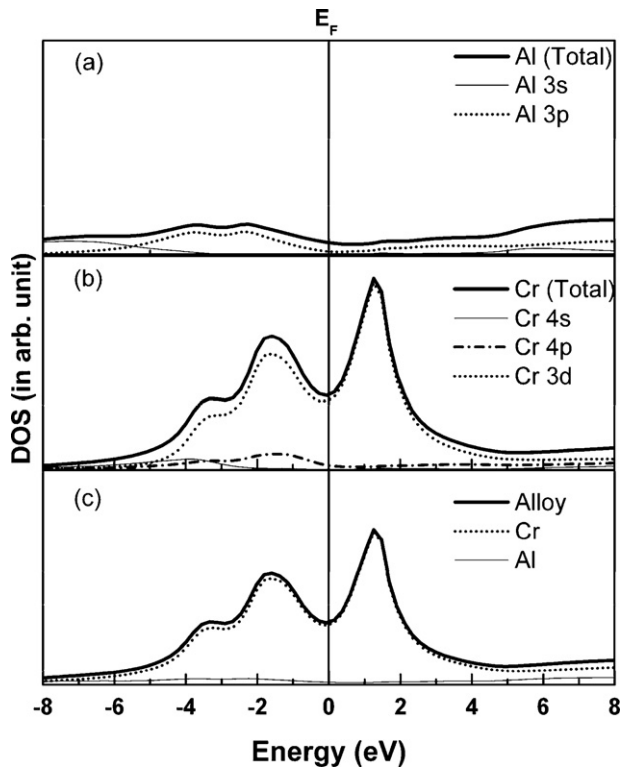 E_F
(a)
Al (Total)
Al 3s
Al 3p
(b)
Cr (Total)
Cr 4s
Cr 4p
Cr 3d
(c)
Alloy
Cr
Al
DOS (in arb. unit)
-8 -6 -4 -2 0 2 4 6 8
Energy (eV)